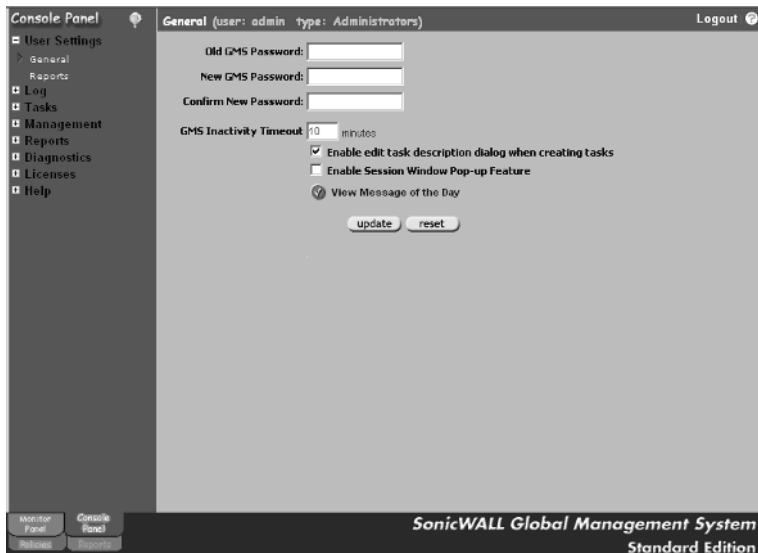 Console Panel
General (user: admin type: Administrators)
Logout
User Settings
General
Reports
Log
Tasks
Management
Reports
Diagnostics
Licenses
Help
Old GMS Password:
New GMS Password:
Confirm New Password:
GMS Inactivity Timeout 10 minutes
Enable edit task description dialog when creating tasks
Enable Session Window Pop-up Feature
View Message of the Day
update reset
Monitor Panel
Console Panel
Policies
Reports
SonicWALL Global Management System
Standard Edition